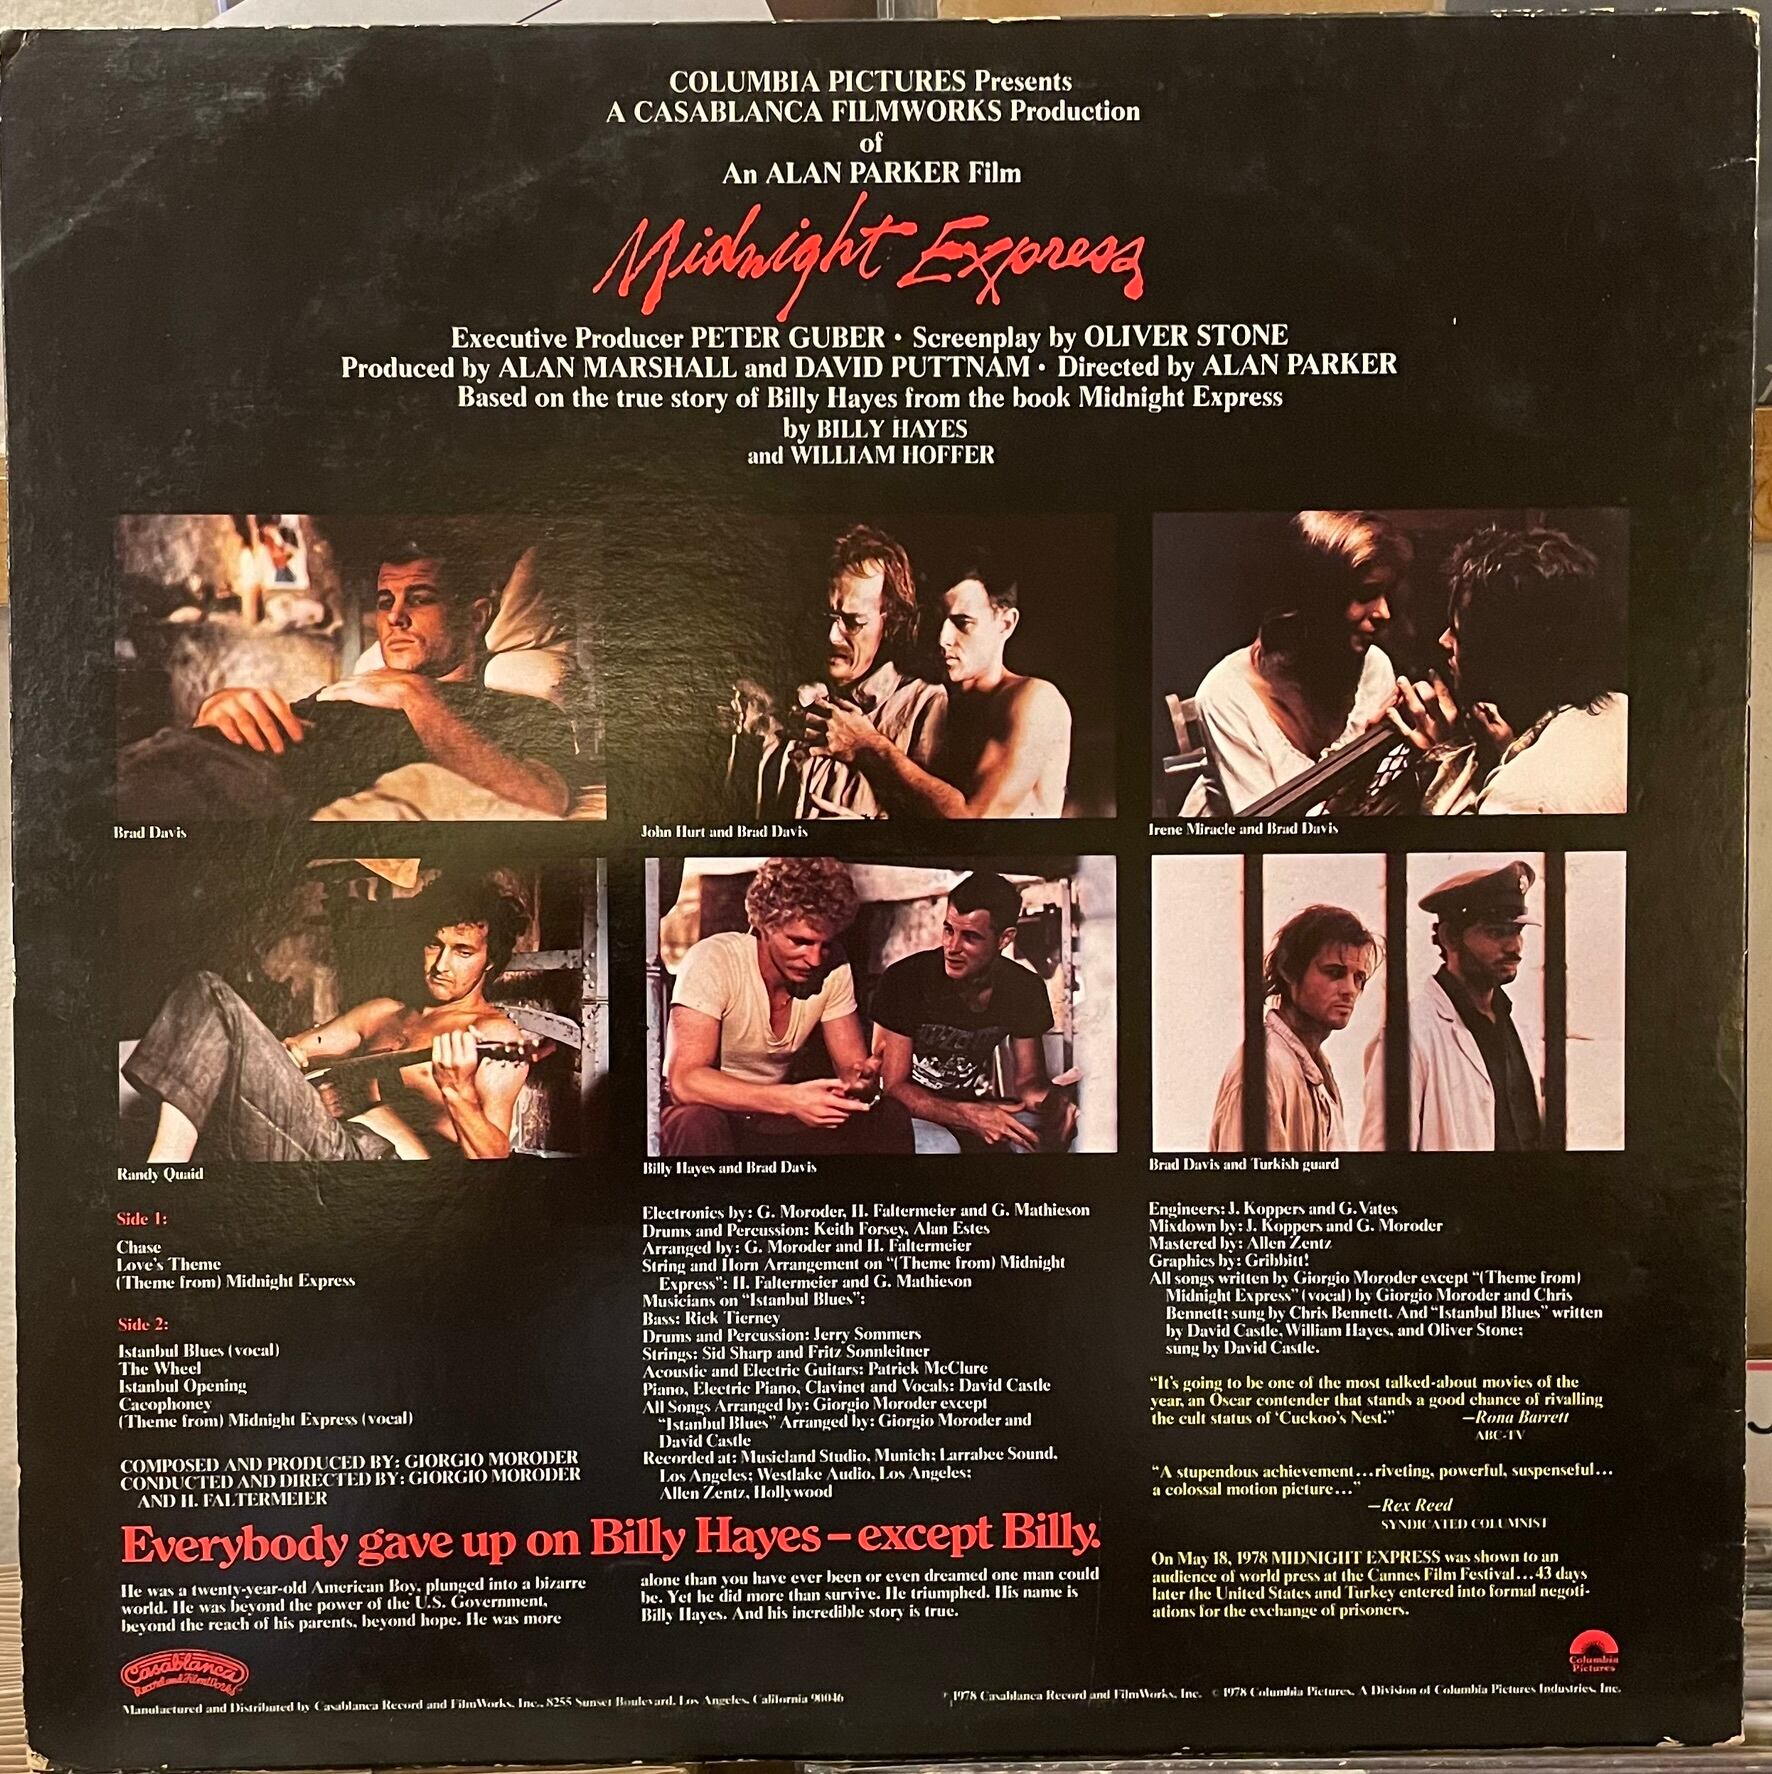 COLUMBIA PICTURES Presents
A CASABLANCA FILMWORKS Production
of
An ALAN PARKER Film
Midnight Express
Executive Producer PETER GUBER • Screenplay by OLIVER STONE
Produced by ALAN MARSHALL and DAVID PUTTNAM • Directed by ALAN PARKER
Based on the true story of Billy Hayes from the book Midnight Express
by BILLY HAYES
and WILLIAM HOFFER
Brad Davis
John Hurt and Brad Davis
Irene Miracle and Brad Davis
Randy Quaid
Billy Hayes and Brad Davis
Brad Davis and Turkish guard
Side 1:
Chase
Love's Theme
(Theme from) Midnight Express
Side 2:
Istanbul Blues (vocal)
The Wheel
Istanbul Opening
Cacophoney
(Theme from) Midnight Express (vocal)
COMPOSED AND PRODUCED BY: GIORGIO MORODER
CONDUCTED AND DIRECTED BY: GIORGIO MORODER
AND H. FALTERMEIER
Electronics by: G. Moroder, H. Faltermeier and G. Mathieson
Drums and Percussion: Keith Forsey, Alan Estes
Arranged by: G. Moroder and H. Faltermeier
String and Horn Arrangement on "(Theme from) Midnight
Express": H. Faltermeier and G. Mathieson
Musicians on "Istanbul Blues":
Bass: Rick Tierney
Drums and Percussion: Jerry Sommers
Strings: Sid Sharp and Fritz Sonnleitner
Acoustic and Electric Guitars: Patrick McClure
Piano, Electric Piano, Clavinet and Vocals: David Castle
All Songs Arranged by: Giorgio Moroder except
"Istanbul Blues" Arranged by: Giorgio Moroder and
David Castle
Recorded at: Musicland Studio, Munich; Larrabee Sound,
Los Angeles; Westlake Audio, Los Angeles;
Allen Zentz, Hollywood
Engineers: J. Koppers and G. Yates
Mixdown by: J. Koppers and G. Moroder
Mastered by: Allen Zentz
Graphics by: Gribbitt!
All songs written by Giorgio Moroder except "(Theme from)
Midnight Express" (vocal) by Giorgio Moroder and Chris
Bennett; sung by Chris Bennett. And "Istanbul Blues" written
by David Castle, William Hayes, and Oliver Stone;
sung by David Castle.
"It's going to be one of the most talked-about movies of the
year, an Oscar contender that stands a good chance of rivalling
the cult status of 'Cuckoo's Nest.'" —Rona Barrett
ABC-TV
"A stupendous achievement...riveting, powerful, suspenseful...
a colossal motion picture..."
—Rex Reed
SYNDICATED COLUMNIST
On May 18, 1978 MIDNIGHT EXPRESS was shown to an
audience of world press at the Cannes Film Festival...43 days
later the United States and Turkey entered into formal negoti-
ations for the exchange of prisoners.
Everybody gave up on Billy Hayes – except Billy.
He was a twenty-year-old American Boy, plunged into a bizarre
world. He was beyond the power of the U.S. Government,
beyond the reach of his parents, beyond hope. He was more
alone than you have ever been or even dreamed one man could
be. Yet he did more than survive. He triumphed. His name is
Billy Hayes. And his incredible story is true.
Casablanca
Record and FilmWorks
Columbia
Pictures
Manufactured and Distributed by Casablanca Record and FilmWorks, Inc., 8255 Sunset Boulevard, Los Angeles, California 90046
℗ 1978 Casablanca Record and FilmWorks, Inc. © 1978 Columbia Pictures, A Division of Columbia Pictures Industries, Inc.